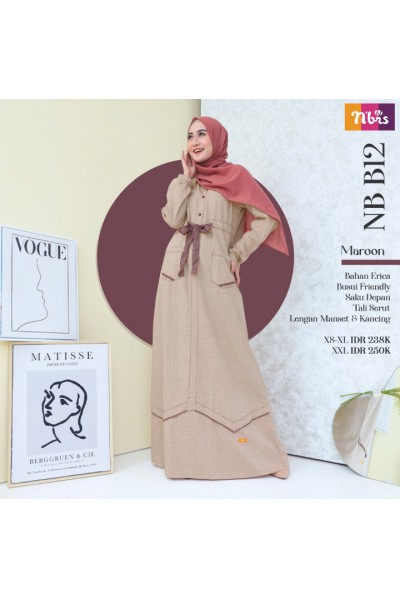 Nbrs
NB B12
Maroon
Bahan Erica
Busui Friendly
Saku Depan
Tali Serut
Lengan Manset & Kancing
XS-XL IDR 238K
XXL IDR 250K
VOGUE
MATISSE
BERGGRUEN & CIE